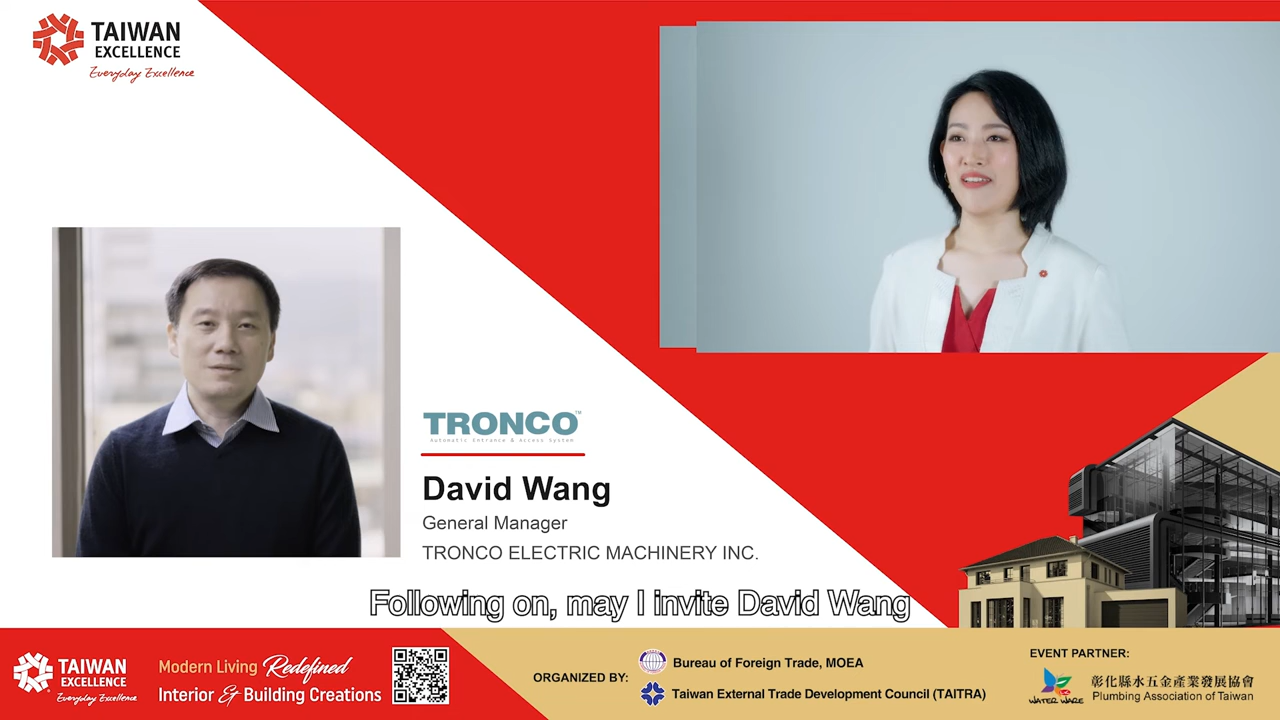 TAIWAN
EXCELLENCE
Everyday Excellence
TRONCO™
Automatic Entrance & Access System
David Wang
General Manager
TRONCO ELECTRIC MACHINERY INC.
Following on, may I invite David Wang
TAIWAN
EXCELLENCE
Everyday Excellence
Modern Living Redefined
Interior & Building Creations
ORGANIZED BY:
Bureau of Foreign Trade, MOEA
Taiwan External Trade Development Council (TAITRA)
EVENT PARTNER:
WATER WARE
彰化縣水五金產業發展協會
Plumbing Association of Taiwan